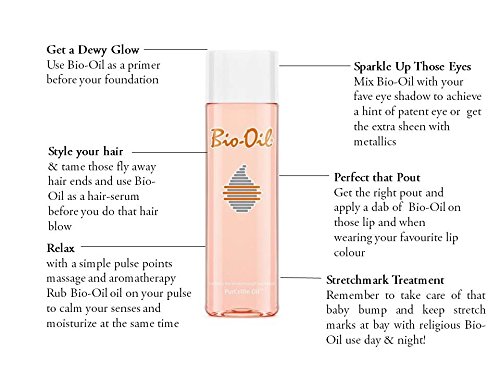 Get a Dewy Glow
Use Bio-Oil as a primer
before your foundation
Style your hair
& tame those fly away
hair ends and use Bio-
Oil as a hair-serum
before you do that hair
blow
Relax
with a simple pulse points
massage and aromatherapy
Rub Bio-Oil oil on your pulse
to calm your senses and
moisturize at the same time
Bio-Oil
PurCellin Oil™
Sparkle Up Those Eyes
Mix Bio-Oil with your
fave eye shadow to achieve
a hint of patent eye or get
the extra sheen with
metallics
Perfect that Pout
Get the right pout and
apply a dab of Bio-Oil on
those lip and when
wearing your favourite lip
colour
Stretchmark Treatment
Remember to take care of that
baby bump and keep stretch
marks at bay with religious Bio-
Oil use day & night!